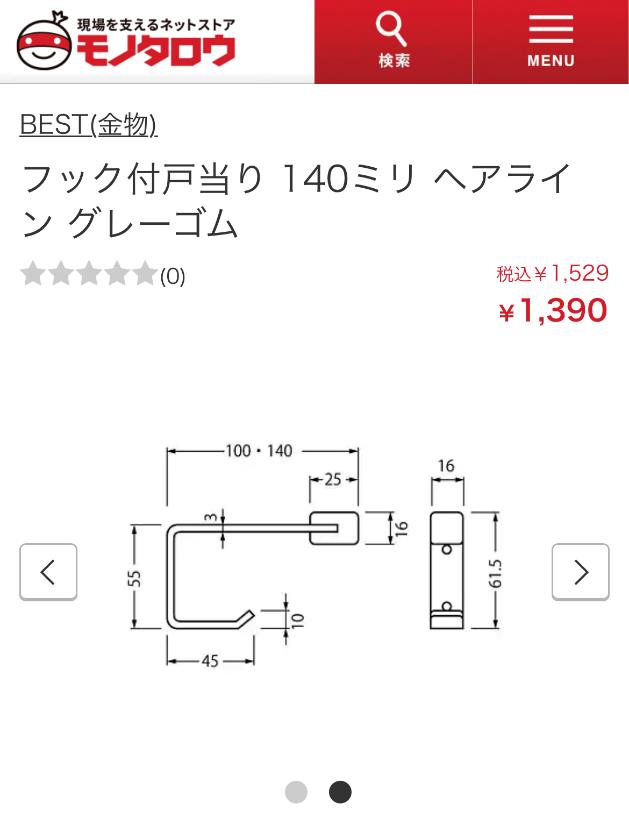 現場を支えるネットストア
モノタロウ
検索
MENU
BEST(金物)
フック付戸当り 140ミリ ヘアライ
ン グレーゴム
(0)
税込¥1,529
¥1,390
100・140
25
16
3
16
55
61.5
10
45